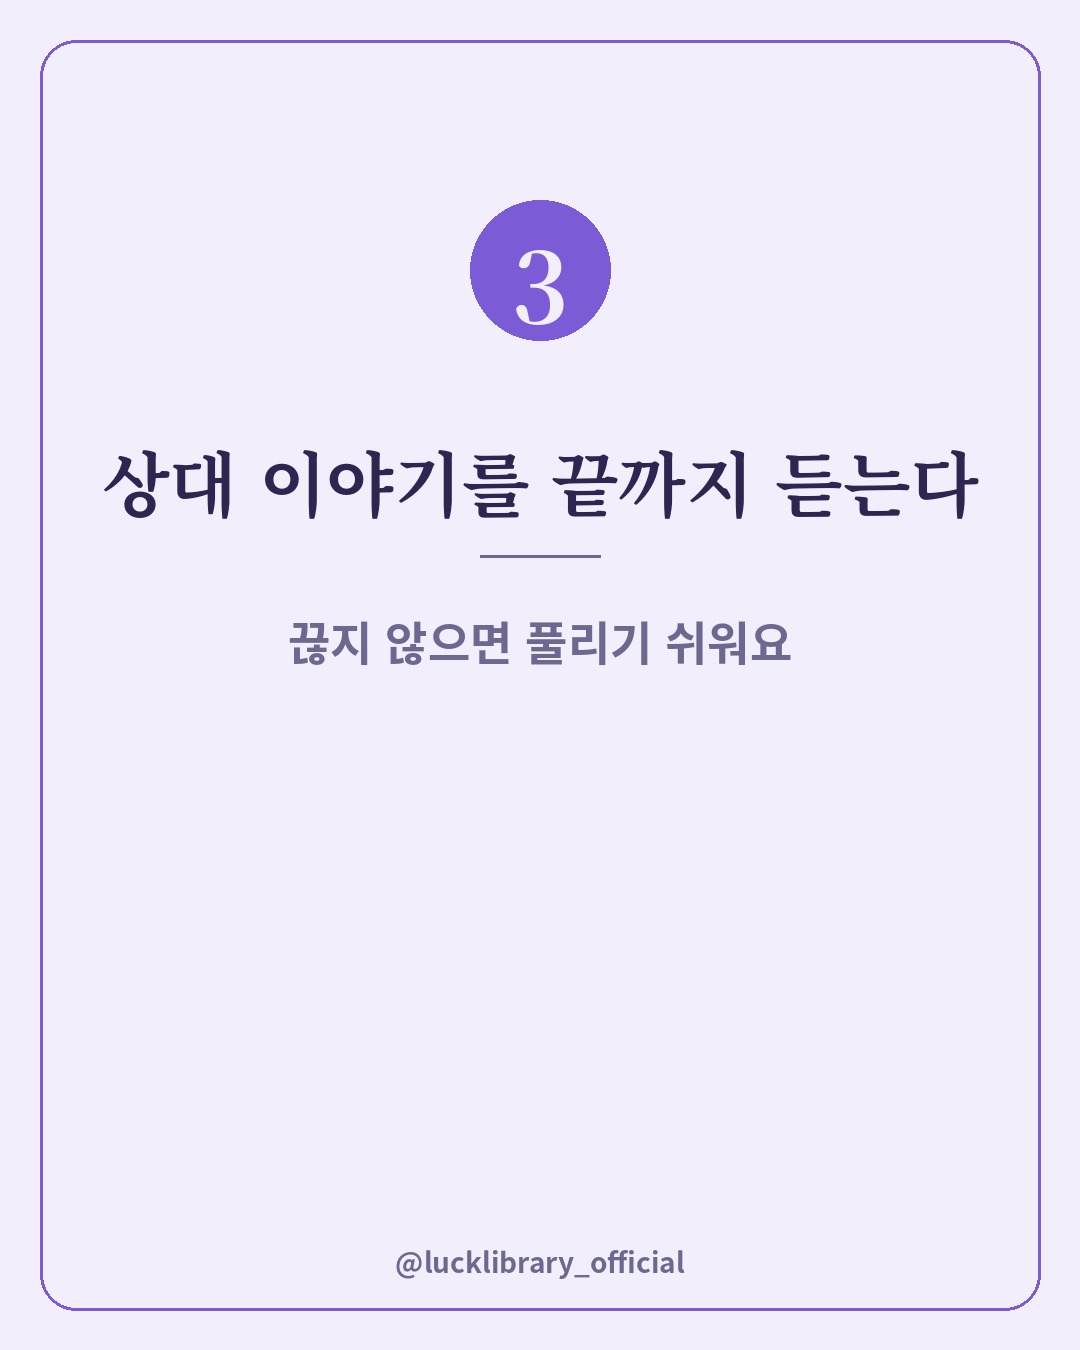 3
상대 이야기를 끝까지 듣는다
끊지 않으면 풀리기 쉬워요
@lucklibrary_official